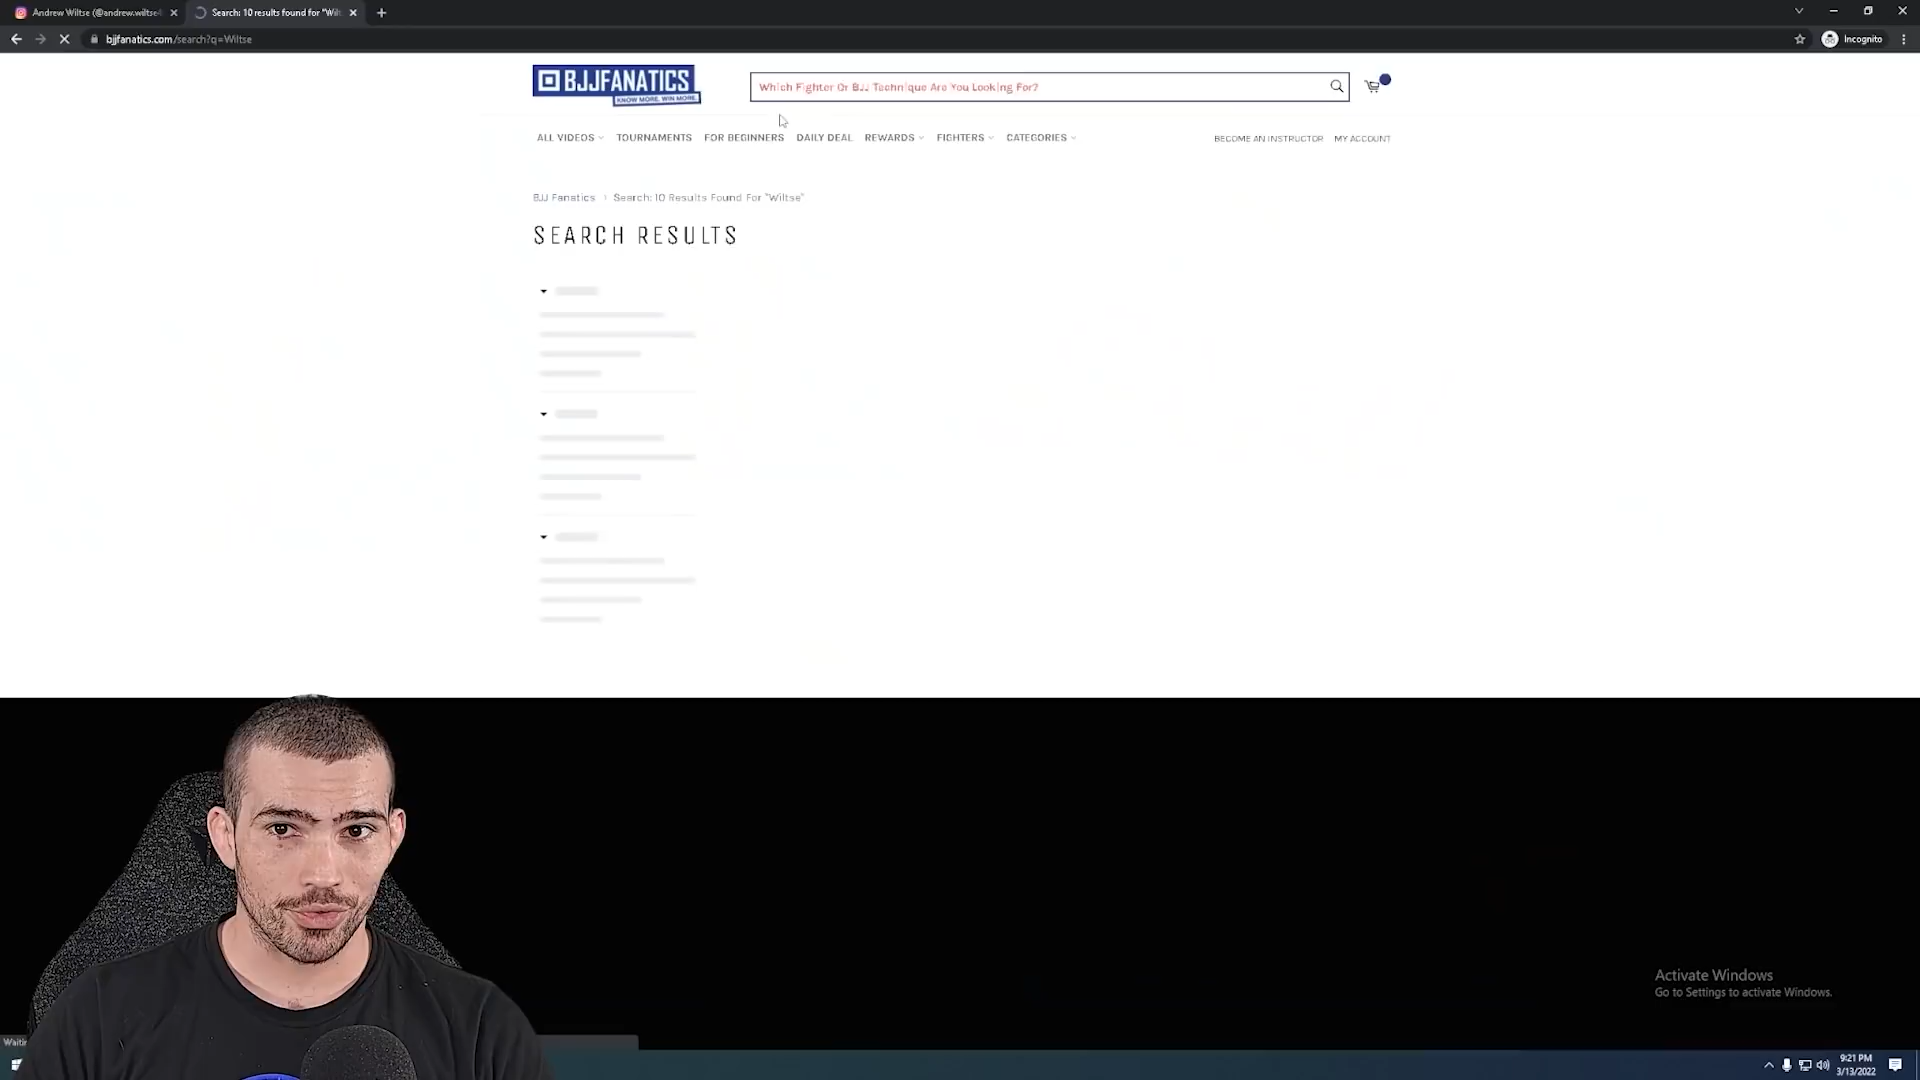 Andrew Wiltse (@andrew.wiltse4
Search: 10 results found for "Wilt
bjjfanatics.com/search?q=Wiltse
Incognito
BJJFANATICS
KNOW MORE. WIN MORE.
Which Fighter Or BJJ Technique Are You Looking For?
ALL VIDEOS
TOURNAMENTS
FOR BEGINNERS
DAILY DEAL
REWARDS
FIGHTERS
CATEGORIES
BECOME AN INSTRUCTOR
MY ACCOUNT
BJJ Fanatics
Search: 10 Results Found For "Wiltse"
SEARCH RESULTS
Activate Windows
Go to Settings to activate Windows.
Waitin
9:21 PM
3/13/2022